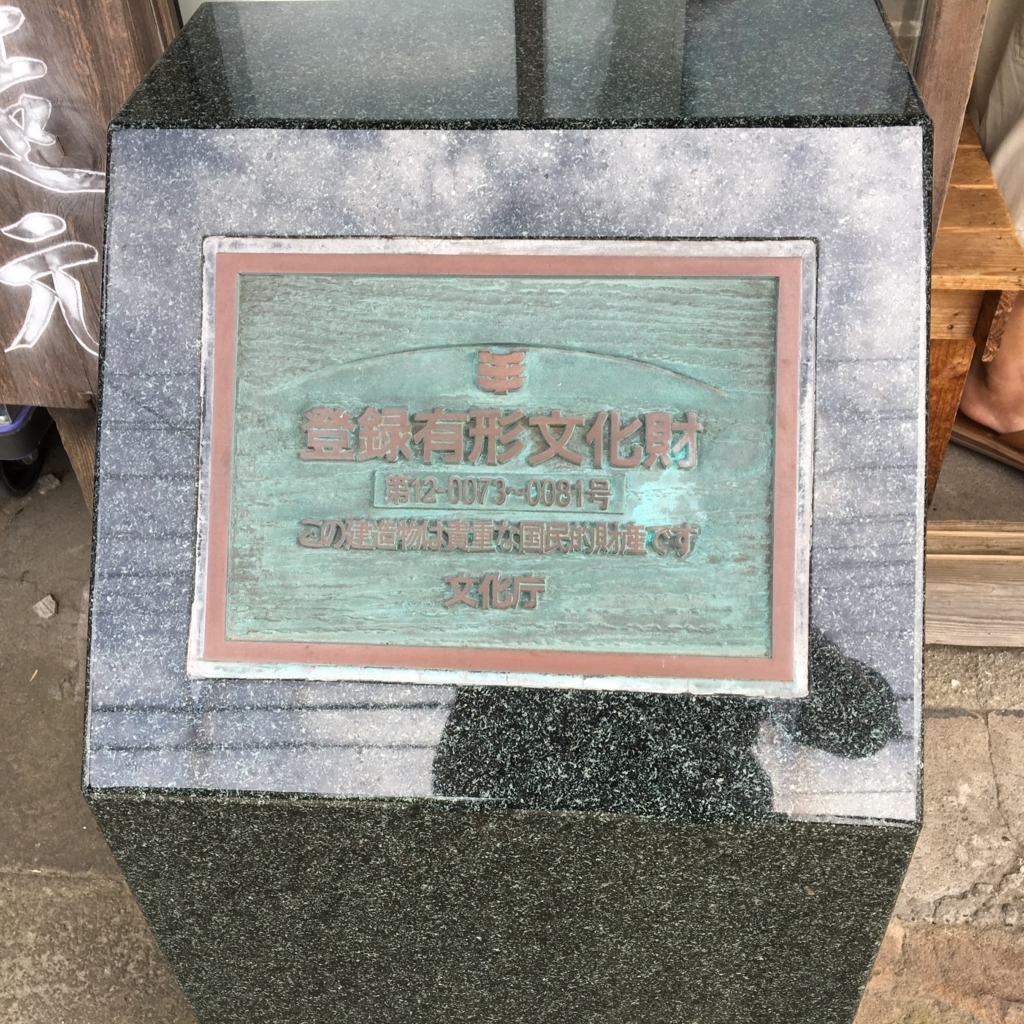 登録有形文化財
第12-0073~0081号
この建造物は貴重な国民的財産です
文化庁